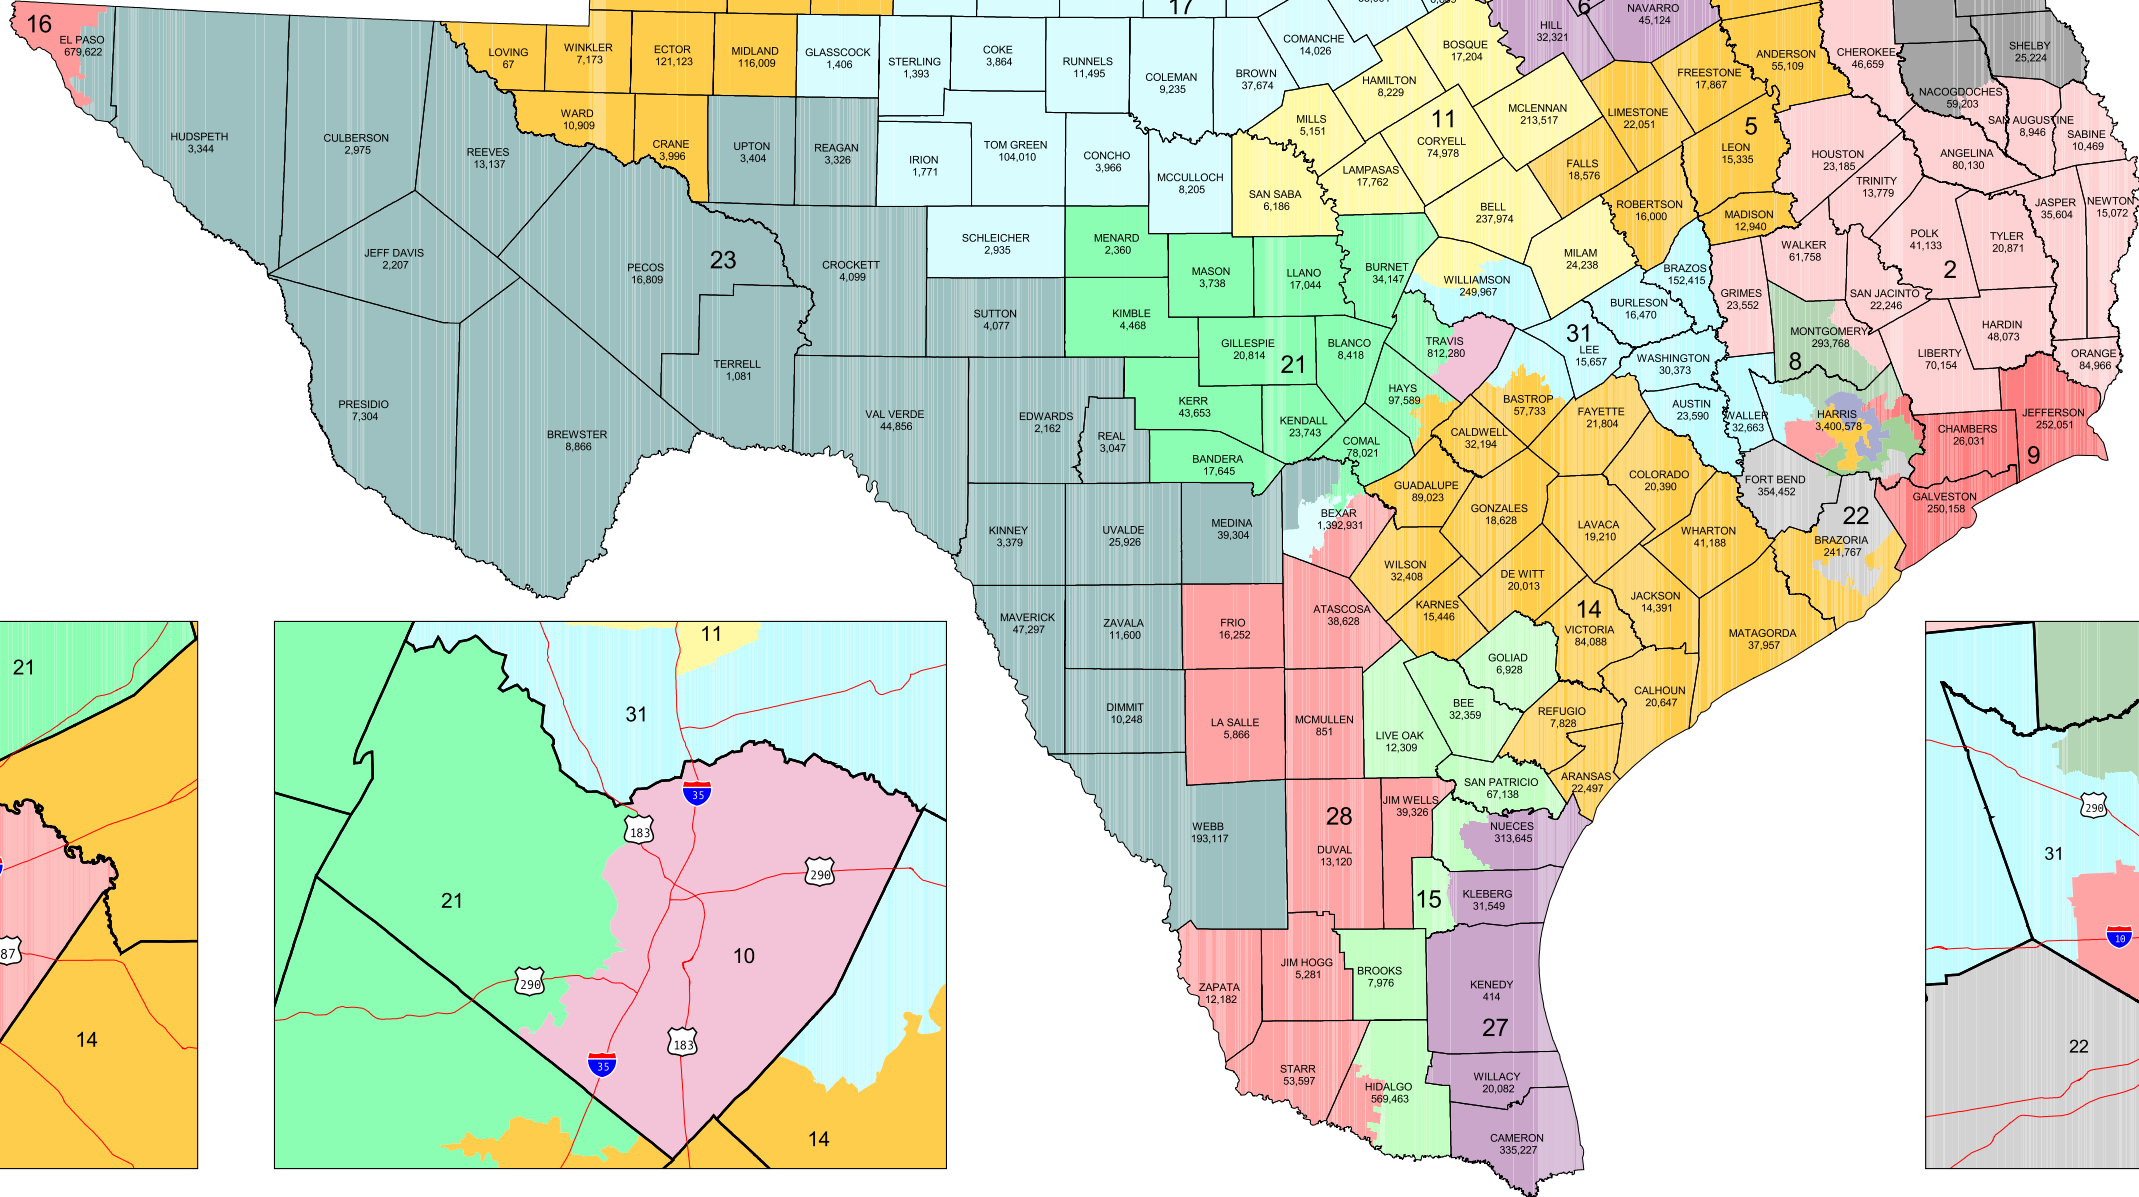 16
EL PASO
679,622
HUDSPETH
3,344
CULBERSON
2,975
REEVES
13,137
JEFF DAVIS
2,207
PRESIDIO
7,304
BREWSTER
8,866
PECOS
16,809
23
TERRELL
1,081
LOVING
67
WINKLER
7,173
ECTOR
121,123
MIDLAND
116,009
GLASSCOCK
1,406
WARD
10,909
CRANE
3,996
UPTON
3,404
REAGAN
3,326
CROCKETT
4,099
STERLING
1,393
COKE
3,864
RUNNELS
11,495
COLEMAN
9,235
BROWN
37,674
COMANCHE
14,026
17
IRION
1,771
TOM GREEN
104,010
CONCHO
3,966
MCCULLOCH
8,205
SCHLEICHER
2,935
SUTTON
4,077
MENARD
2,360
KIMBLE
4,468
MASON
3,738
LLANO
17,044
BURNET
34,147
GILLESPIE
20,814
BLANCO
8,418
21
KERR
43,653
KENDALL
23,743
BANDERA
17,645
COMAL
78,021
HAYS
97,589
TRAVIS
812,280
VAL VERDE
44,856
EDWARDS
2,162
REAL
3,047
KINNEY
3,379
UVALDE
25,926
MEDINA
39,304
BEXAR
1,392,931
MAVERICK
47,297
ZAVALA
11,600
DIMMIT
10,248
WEBB
193,117
FRIO
16,252
ATASCOSA
38,628
LA SALLE
5,866
MCMULLEN
851
28
DUVAL
13,120
JIM WELLS
39,326
ZAPATA
12,182
JIM HOGG
5,281
STARR
53,597
BROOKS
7,976
HIDALGO
569,463
15
LIVE OAK
12,309
BEE
32,359
GOLIAD
6,928
SAN PATRICIO
67,138
NUECES
313,645
KLEBERG
31,549
KENEDY
414
27
WILLACY
20,082
CAMERON
335,227
HILL
32,321
6
NAVARRO
45,124
BOSQUE
17,204
HAMILTON
8,229
MILLS
5,151
MCLENNAN
213,517
11
CORYELL
74,978
LAMPASAS
17,762
SAN SABA
6,186
BELL
237,974
FALLS
18,576
MILAM
24,238
LIMESTONE
22,051
FREESTONE
17,867
ANDERSON
55,109
5
LEON
15,335
ROBERTSON
16,000
MADISON
12,940
CHEROKEE
46,659
NACOGDOCHES
59,203
SHELBY
25,224
SAN AUGUSTINE
8,946
SABINE
10,469
HOUSTON
23,185
ANGELINA
80,130
TRINITY
13,779
POLK
41,133
TYLER
20,871
JASPER
35,604
NEWTON
15,072
2
WALKER
61,758
SAN JACINTO
22,246
GRIMES
23,552
HARDIN
48,073
LIBERTY
70,154
ORANGE
84,966
JEFFERSON
252,051
CHAMBERS
26,031
9
GALVESTON
250,158
MONTGOMERY
293,768
8
HARRIS
3,400,578
WILLIAMSON
249,967
BRAZOS
152,415
BURLESON
16,470
31
LEE
15,657
WASHINGTON
30,373
AUSTIN
23,590
WALLER
32,663
FORT BEND
354,452
22
BRAZORIA
241,767
BASTROP
57,733
FAYETTE
21,804
CALDWELL
32,194
GUADALUPE
89,023
GONZALES
18,628
COLORADO
20,390
LAVACA
19,210
WHARTON
41,188
WILSON
32,408
KARNES
15,446
DE WITT
20,013
JACKSON
14,391
14
VICTORIA
84,088
MATAGORDA
37,957
CALHOUN
20,647
REFUGIO
7,828
ARANSAS
22,497
21
87
14
11
31
35
183
290
21
10
290
183
35
14
290
31
10
22